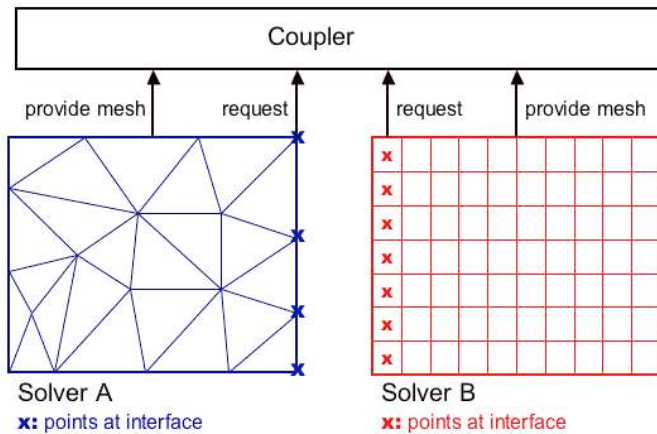 Coupler
provide mesh request request provide mesh
x x
x
x x
x
x x
x
x x
x
Solver A Solver B
x: points at interface x: points at interface